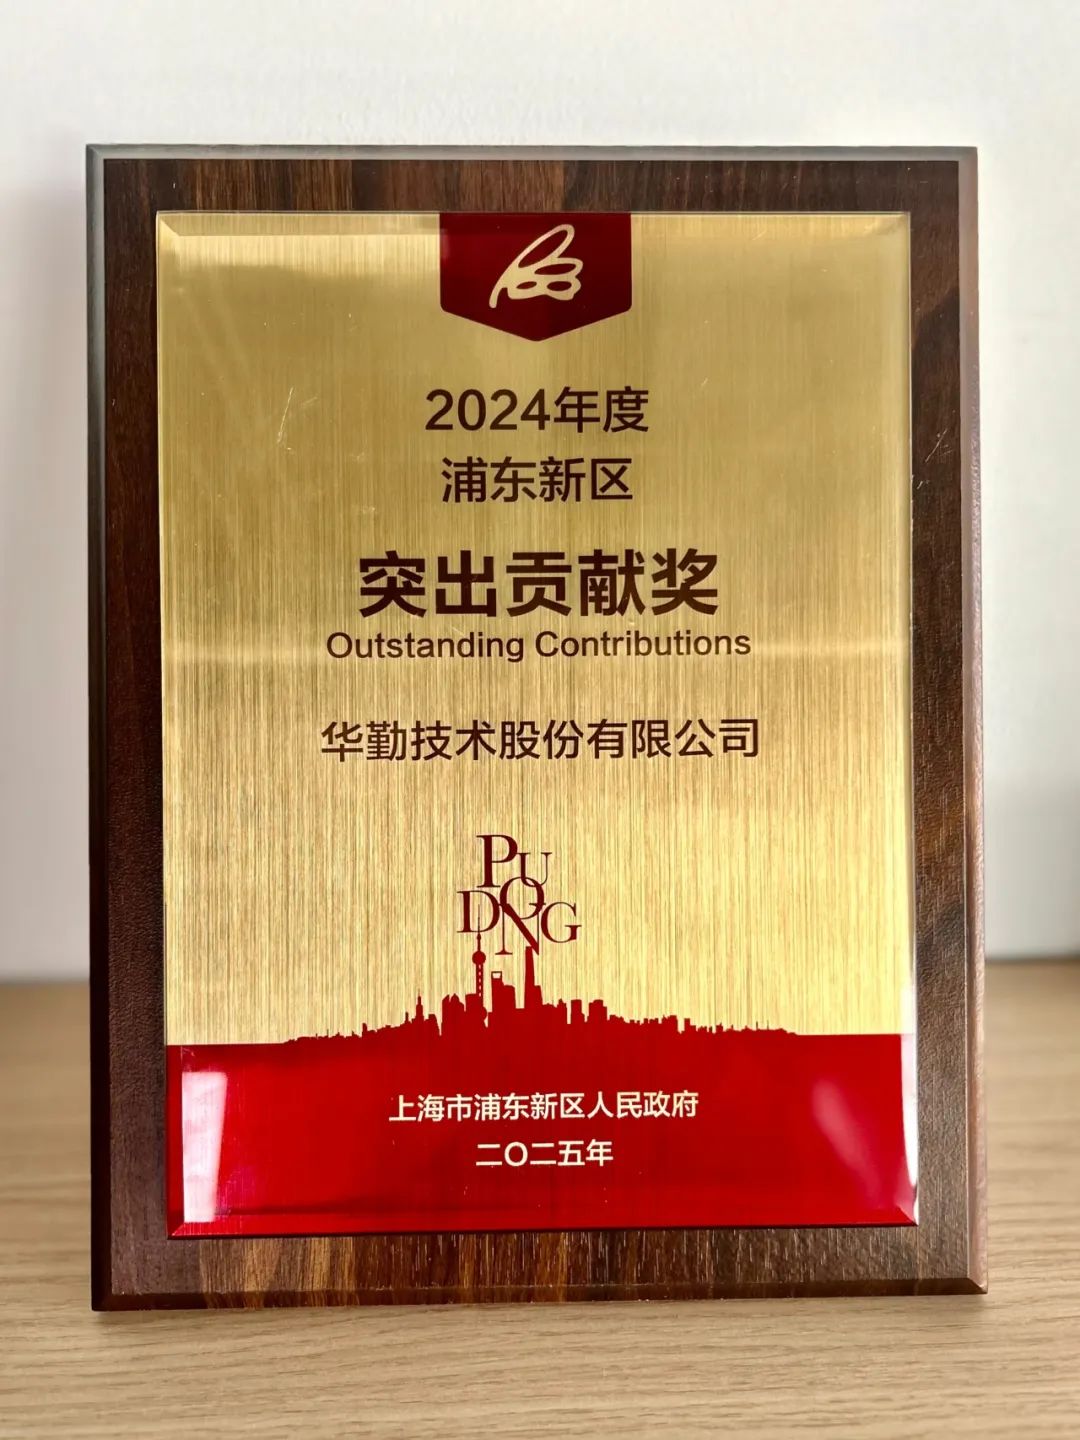 2024年度
浦东新区
突出贡献奖
Outstanding Contributions
华勤技术股份有限公司
PU
DONG
上海市浦东新区人民政府
二〇二五年